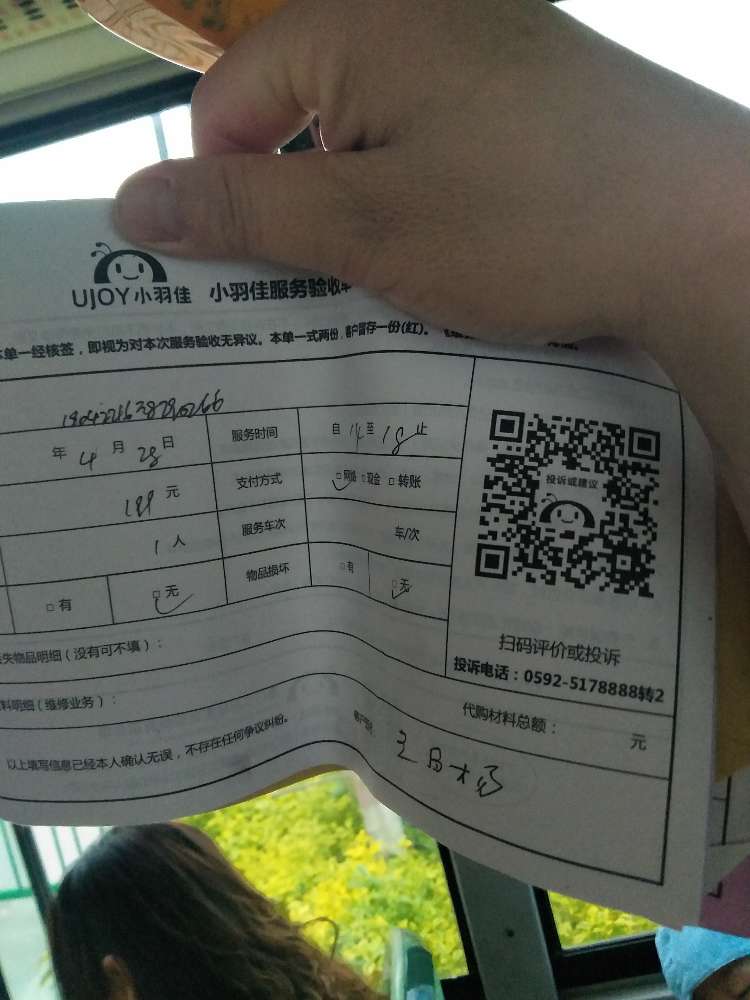 UJOY小羽佳 小羽佳服务验收单
本单一经核签，即视为对本次服务验收无异议。本单一式两份，客户留存一份(红)。
年 4 月 28 日 服务时间 自 14 至 18 止
元 支付方式 □网络 □现金 □转账
1 人 服务车次 车/次
□有 □无 物品损坏 □有 □无
投诉或建议
扫码评价或投诉
投诉电话：0592-5178888转2
失物品明细（没有可不填）：
料明细（维修业务）： 代购材料总额： 元
以上填写信息已经本人确认无误，不存在任何争议纠纷。